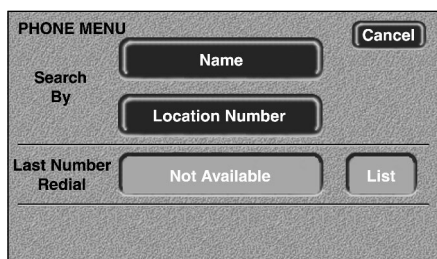 PHONE MENU
Cancel
Name
Search
By
Location Number
Last Number
Redial
Not Available
List